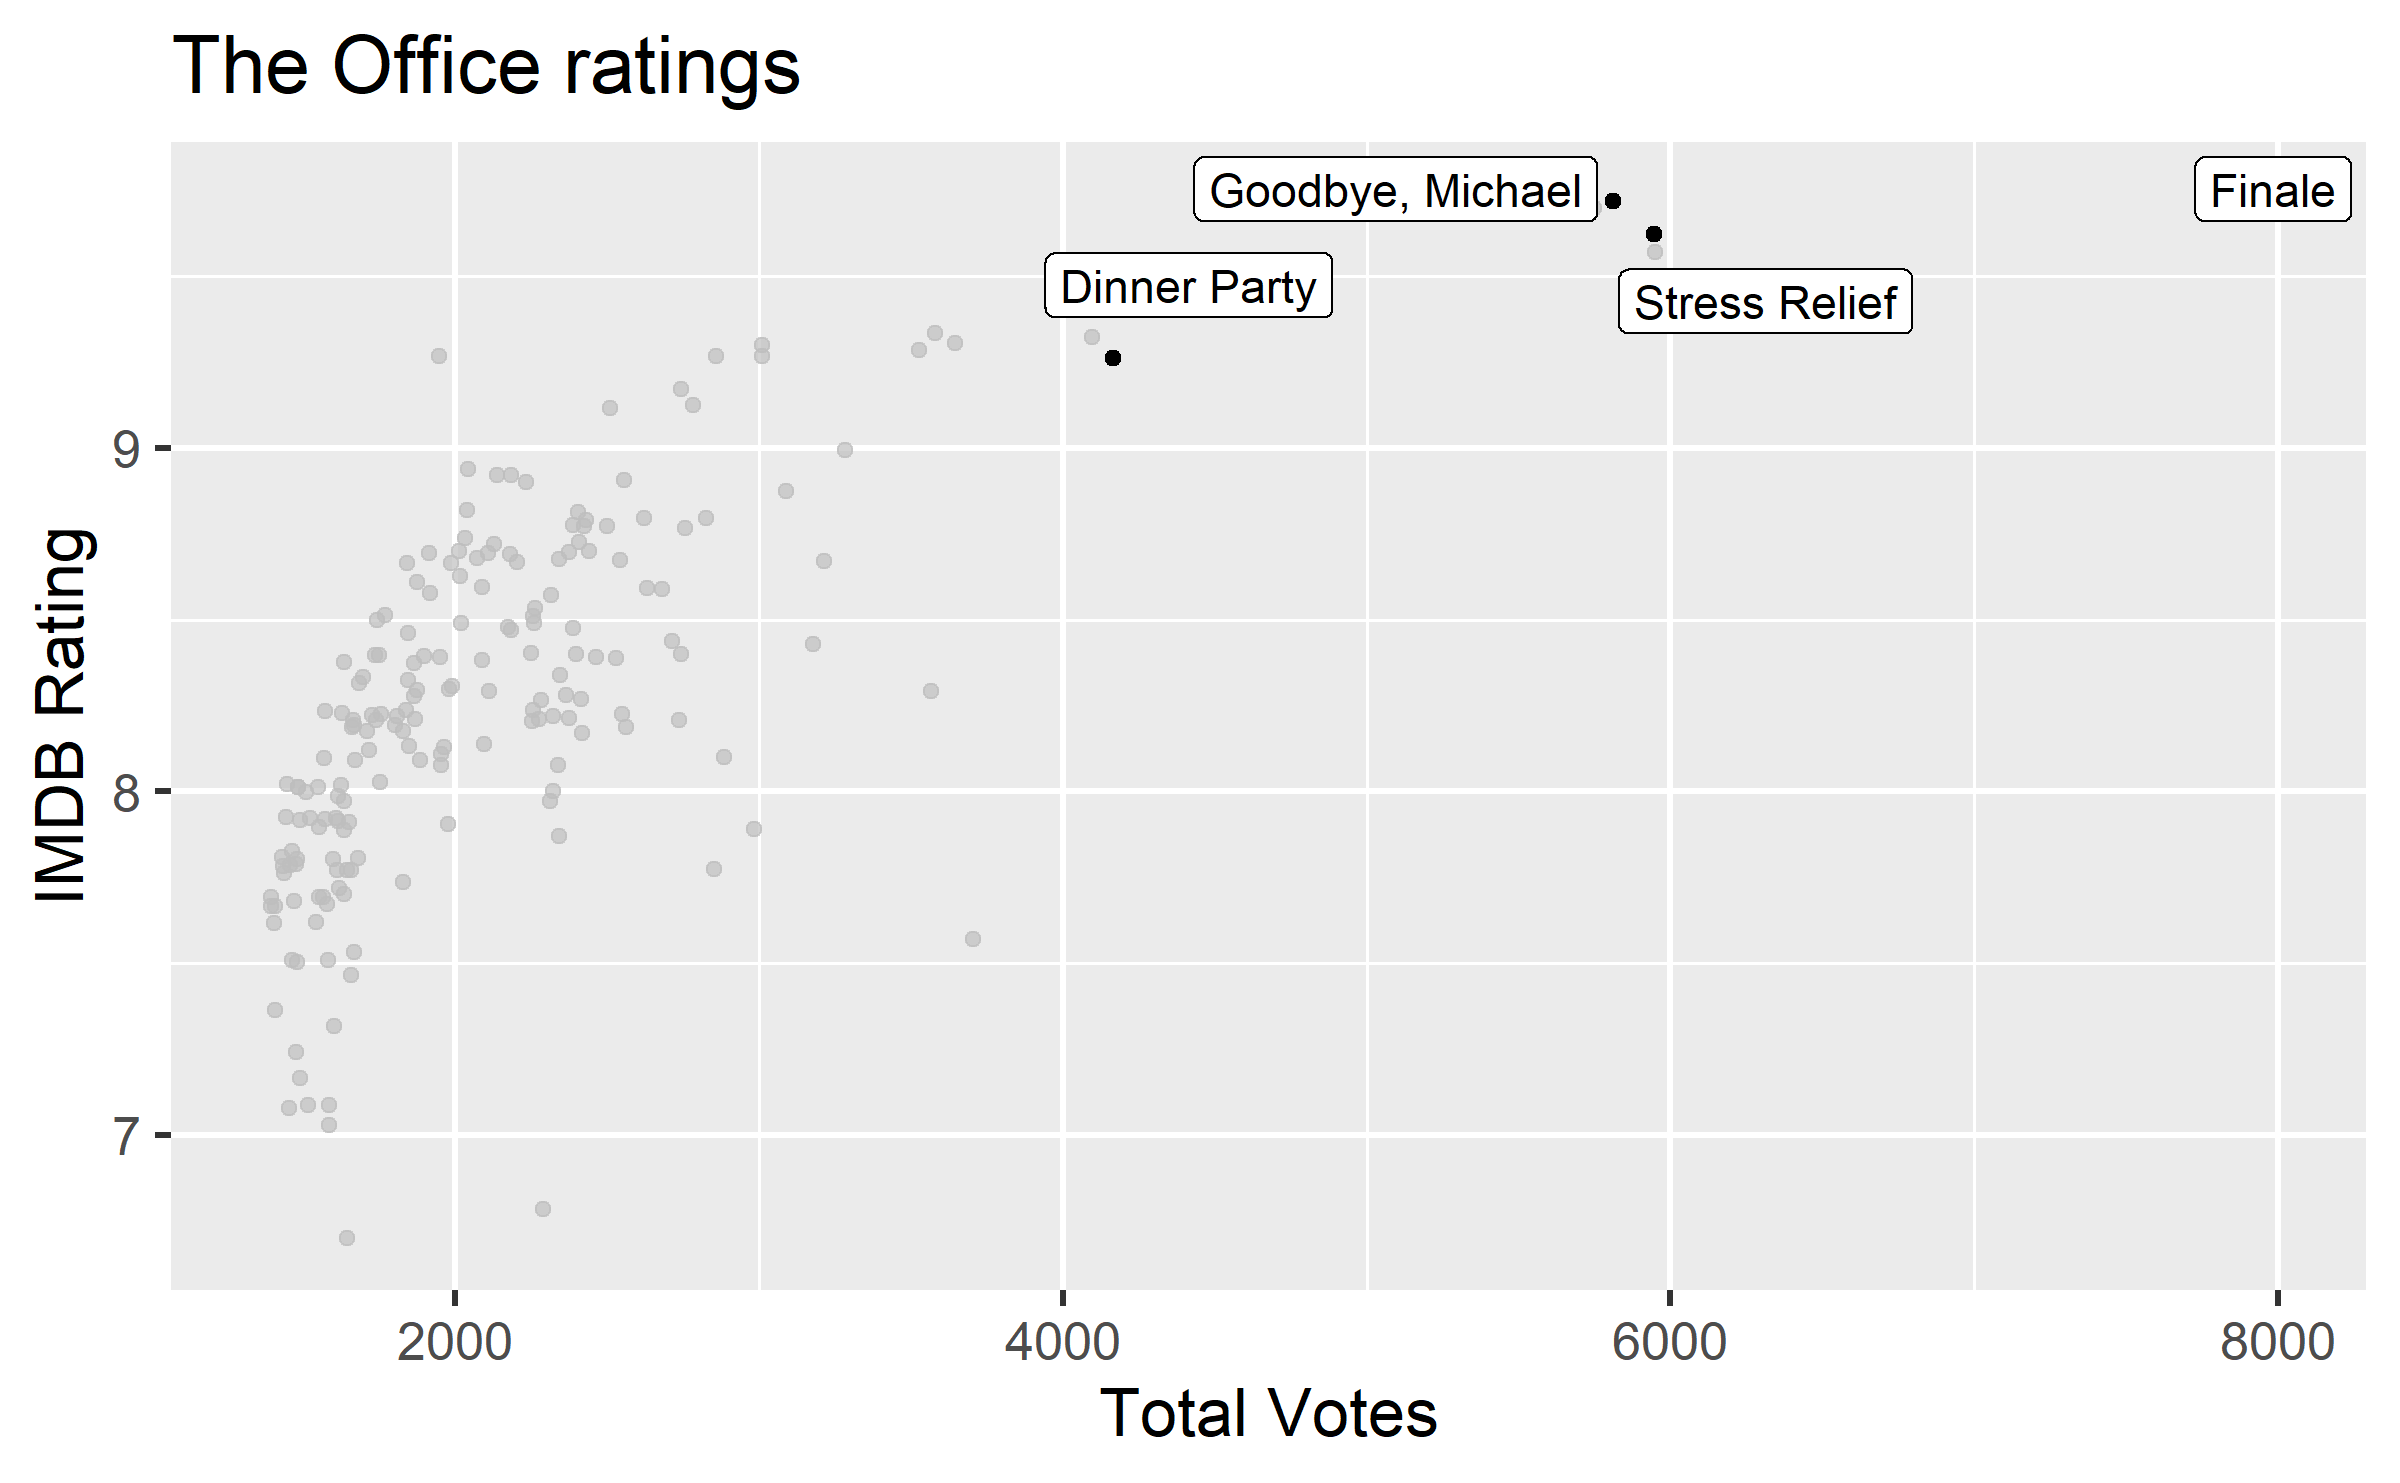 The Office ratings
Goodbye, Michael
Finale
Dinner Party
Stress Relief
9
8
7
IMDB Rating
2000 4000 6000 8000
Total Votes